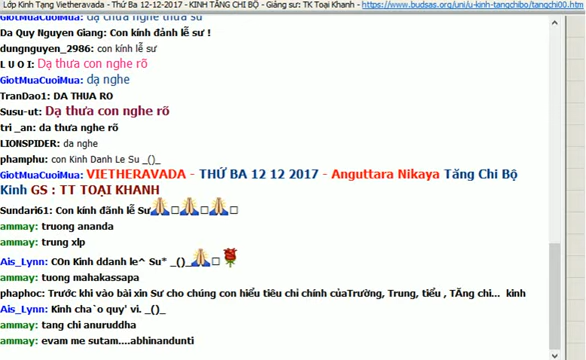 Lớp Kinh Tạng Vietheravada - Thứ Ba 12-12-2017 - KINH TĂNG CHI BỘ - Giảng sư: TK Toại Khanh - https://www.budsas.org/uni/u-kinh-tangchibo/tangchi00.htm
GiotMuaCuoiMua: dạ chưa nghe thưa Sư
Da Quy Nguyen Giang: Con kính đảnh lễ sư !
dungnguyen_2986: con kính lễ sư
L U O I: Dạ thưa con nghe rõ
GiotMuaCuoiMua: dạ nghe
TranDao1: DA THUA RO
Susu-ut: Dạ thưa con nghe rõ
tri _an: da thưa nghe rõ
LIONSPIDER: da nghe
phamphu: con Kinh Danh Le Su _()_
GiotMuaCuoiMua: VIETHERAVADA - THỨ BA 12 12 2017 - Anguttara Nikaya Tăng Chi Bộ
Kinh GS : TT TOẠI KHANH
Sundari61: Con kính đãnh lễ Sư
ammay: truong ananda
ammay: trung xlp
Ais_Lynn: COn Kinh ddanh le^ Su* _()_
ammay: tuong mahakassapa
phaphoc: Trước khi vào bài xin Sư cho chúng con hiểu tiêu chỉ chính củaTrường, Trung, tiểu , TĂng chi... kinh
Ais_Lynn: Kinh cha`o quy' vi. _()_
ammay: tang chi anuruddha
ammay: evam me sutam....abhinandunti